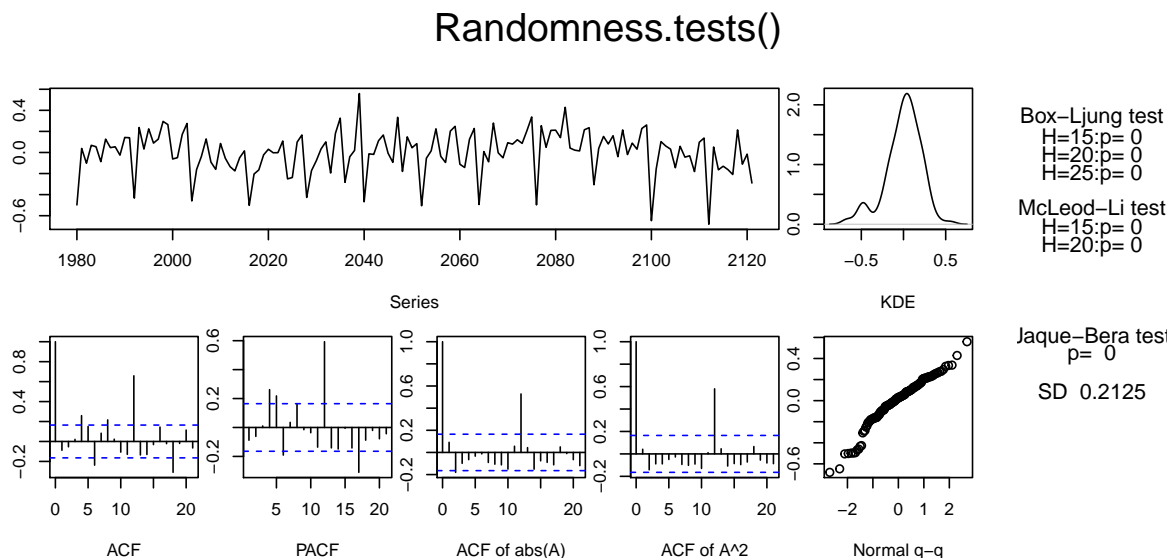 Randomness.tests()
0.4
0.0
−0.6
1980 2000 2020 2040 2060 2080 2100 2120
Series
2.0
1.0
0.0
−0.5 0.5
KDE
Box−Ljung test
H=15:p= 0
H=20:p= 0
H=25:p= 0
McLeod−Li test
H=15:p= 0
H=20:p= 0
0.8
0.4
−0.2
0 5 10 20
ACF
0.6
0.2
−0.2
0 5 10 15 20
PACF
1.0
0.6
0.2
−0.2
0 5 10 20
ACF of abs(A)
1.0
0.6
0.2
−0.2
0 5 10 20
ACF of A^2
0.4
0.0
−0.6
−2 0 1 2
Normal q−q
Jaque−Bera test
p= 0
SD 0.2125